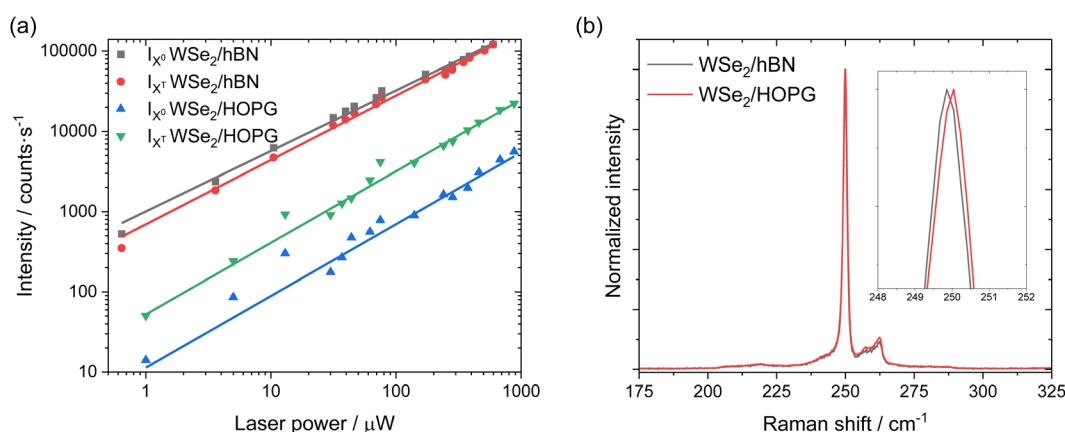 (a)
100000
10000
1000
100
10
Intensity / counts·s⁻¹
I_X⁰ WSe₂/hBN
I_Xᵀ WSe₂/hBN
I_X⁰ WSe₂/HOPG
I_Xᵀ WSe₂/HOPG
1 10 100 1000
Laser power / μW
(b)
Normalized intensity
WSe₂/hBN
WSe₂/HOPG
248 249 250 251 252
175 200 225 250 275 300 325
Raman shift / cm⁻¹